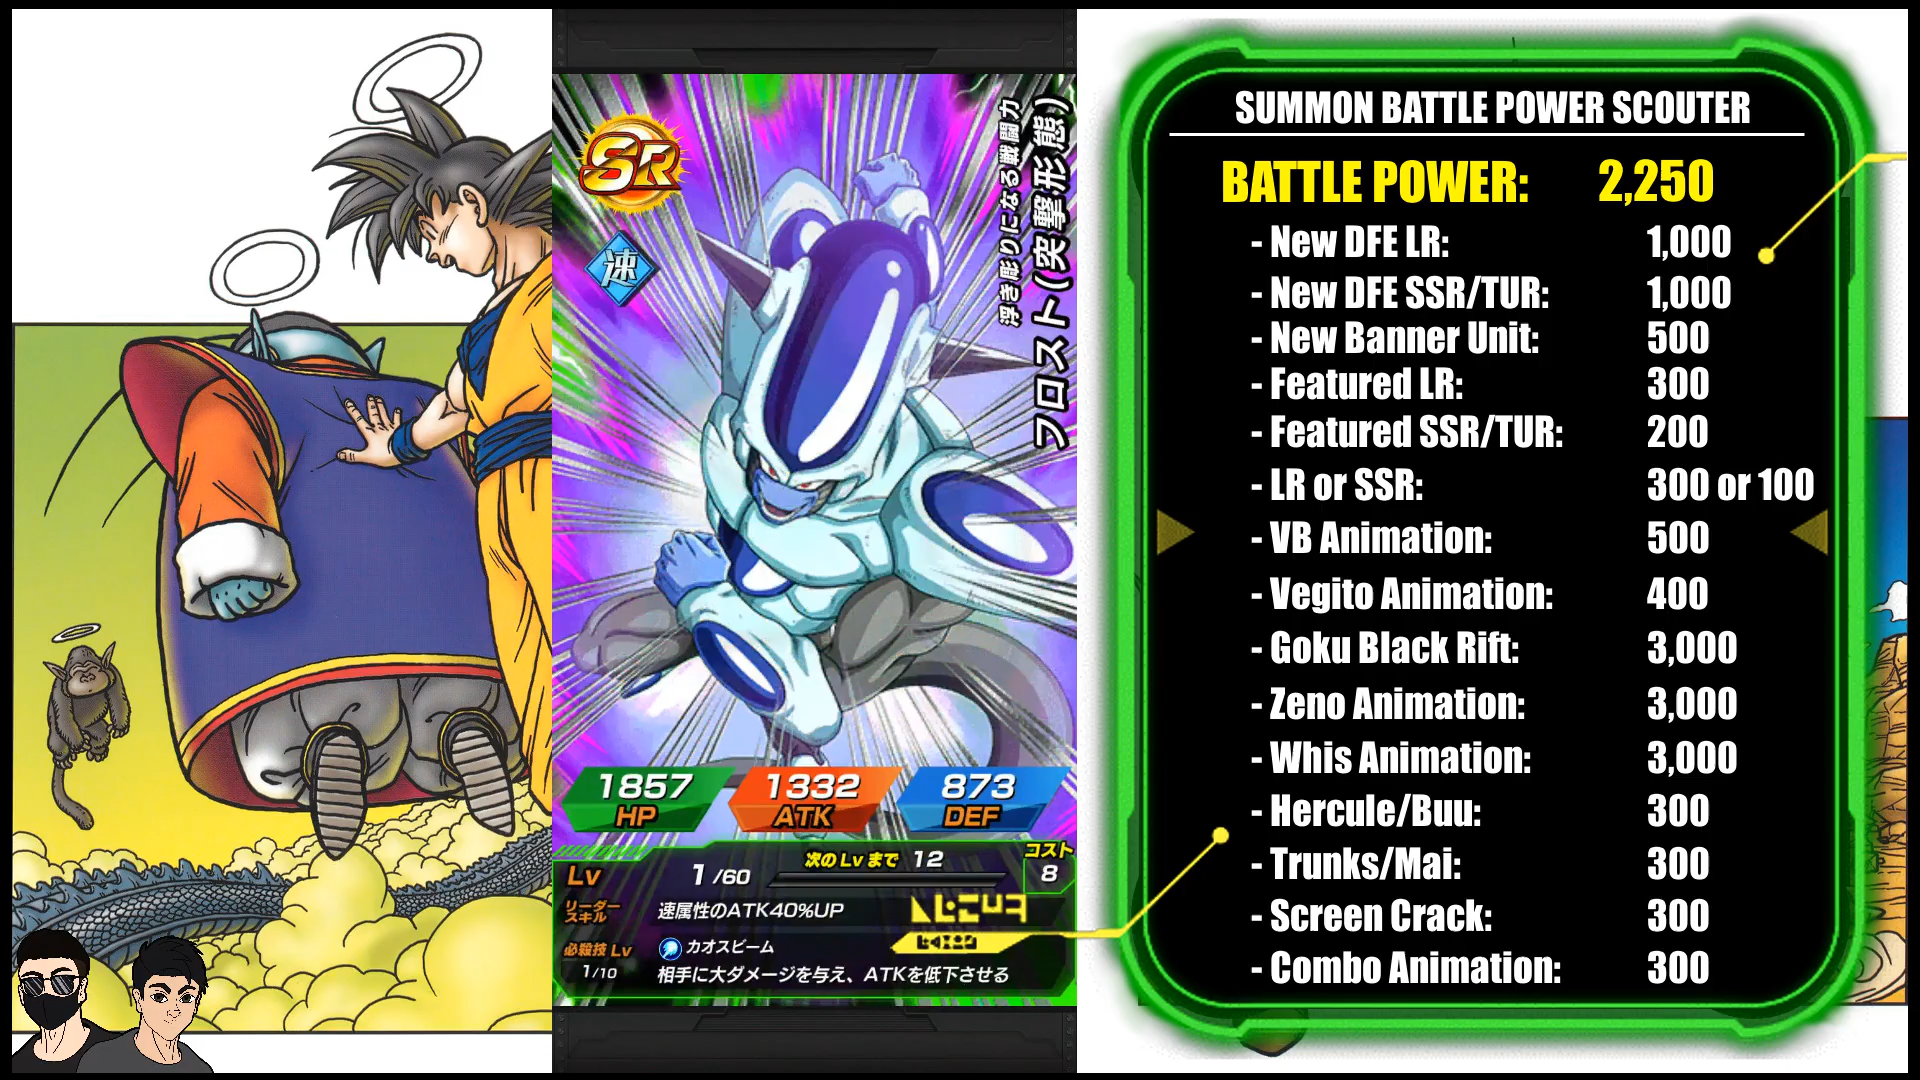 SR
速
浮き彫りになる戦闘力
フロスト(突撃形態)
1857
HP
1332
ATK
873
DEF
Lv 1/60 次のLvまで 12
コスト
8
リーダー
スキル 速属性のATK40%UP
必殺技 Lv カオスビーム
1/10 相手に大ダメージを与え、ATKを低下させる
SUMMON BATTLE POWER SCOUTER
BATTLE POWER: 2,250
- New DFE LR: 1,000
- New DFE SSR/TUR: 1,000
- New Banner Unit: 500
- Featured LR: 300
- Featured SSR/TUR: 200
- LR or SSR: 300 or 100
- VB Animation: 500
- Vegito Animation: 400
- Goku Black Rift: 3,000
- Zeno Animation: 3,000
- Whis Animation: 3,000
- Hercule/Buu: 300
- Trunks/Mai: 300
- Screen Crack: 300
- Combo Animation: 300